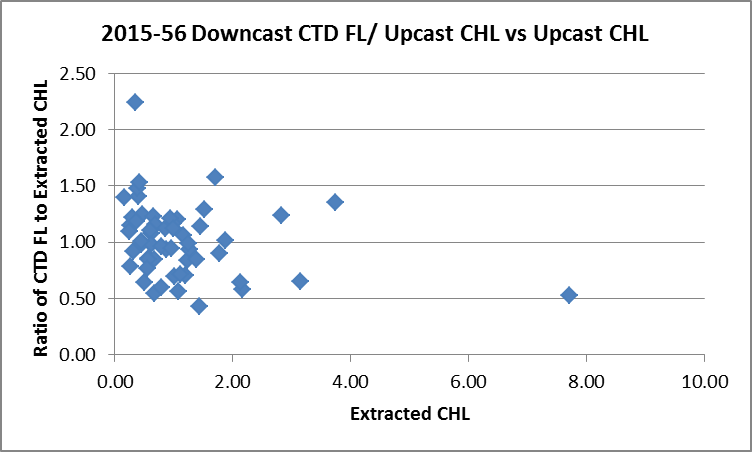 2015-56 Downcast CTD FL/ Upcast CHL vs Upcast CHL
2.50
2.00
1.50
1.00
0.50
0.00
Ratio of CTD FL to Extracted CHL
0.00 2.00 4.00 6.00 8.00 10.00
Extracted CHL